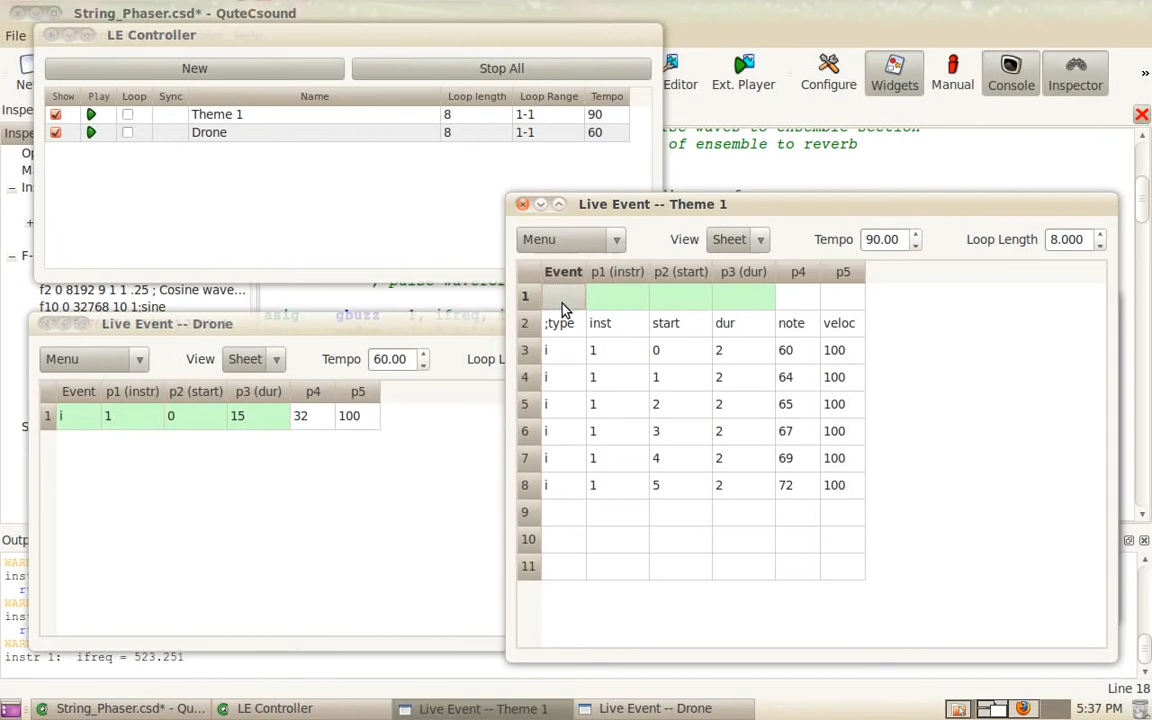 String_Phaser.csd* - QuteCsound
File
LE Controller
New
Stop All
Show Play Loop Sync Name Loop length Loop Range Tempo
Theme 1 8 1-1 90
Drone 8 1-1 60
Editor
Ext. Player
Configure
Widgets
Manual
Console
Inspector
»
of ensemble to reverb
f2 0 8192 9 1 1 .25 ; Cosine wave...
f10 0 32768 10 1;sine
asig gbuzz 1, ifreq,
Live Event -- Drone
Menu View Sheet Tempo 60.00 Loop L
Event p1 (instr) p2 (start) p3 (dur) p4 p5
1 i 1 0 15 32 100
Live Event -- Theme 1
Menu View Sheet Tempo 90.00 Loop Length 8.000
Event p1 (instr) p2 (start) p3 (dur) p4 p5
1
2 ;type inst start dur note veloc
3 i 1 0 2 60 100
4 i 1 1 2 64 100
5 i 1 2 2 65 100
6 i 1 3 2 67 100
7 i 1 4 2 69 100
8 i 1 5 2 72 100
9
10
11
instr 1: ifreq = 523.251
Line 18
String_Phaser.csd* - Qu...
LE Controller
Live Event -- Theme 1
Live Event -- Drone
5:37 PM